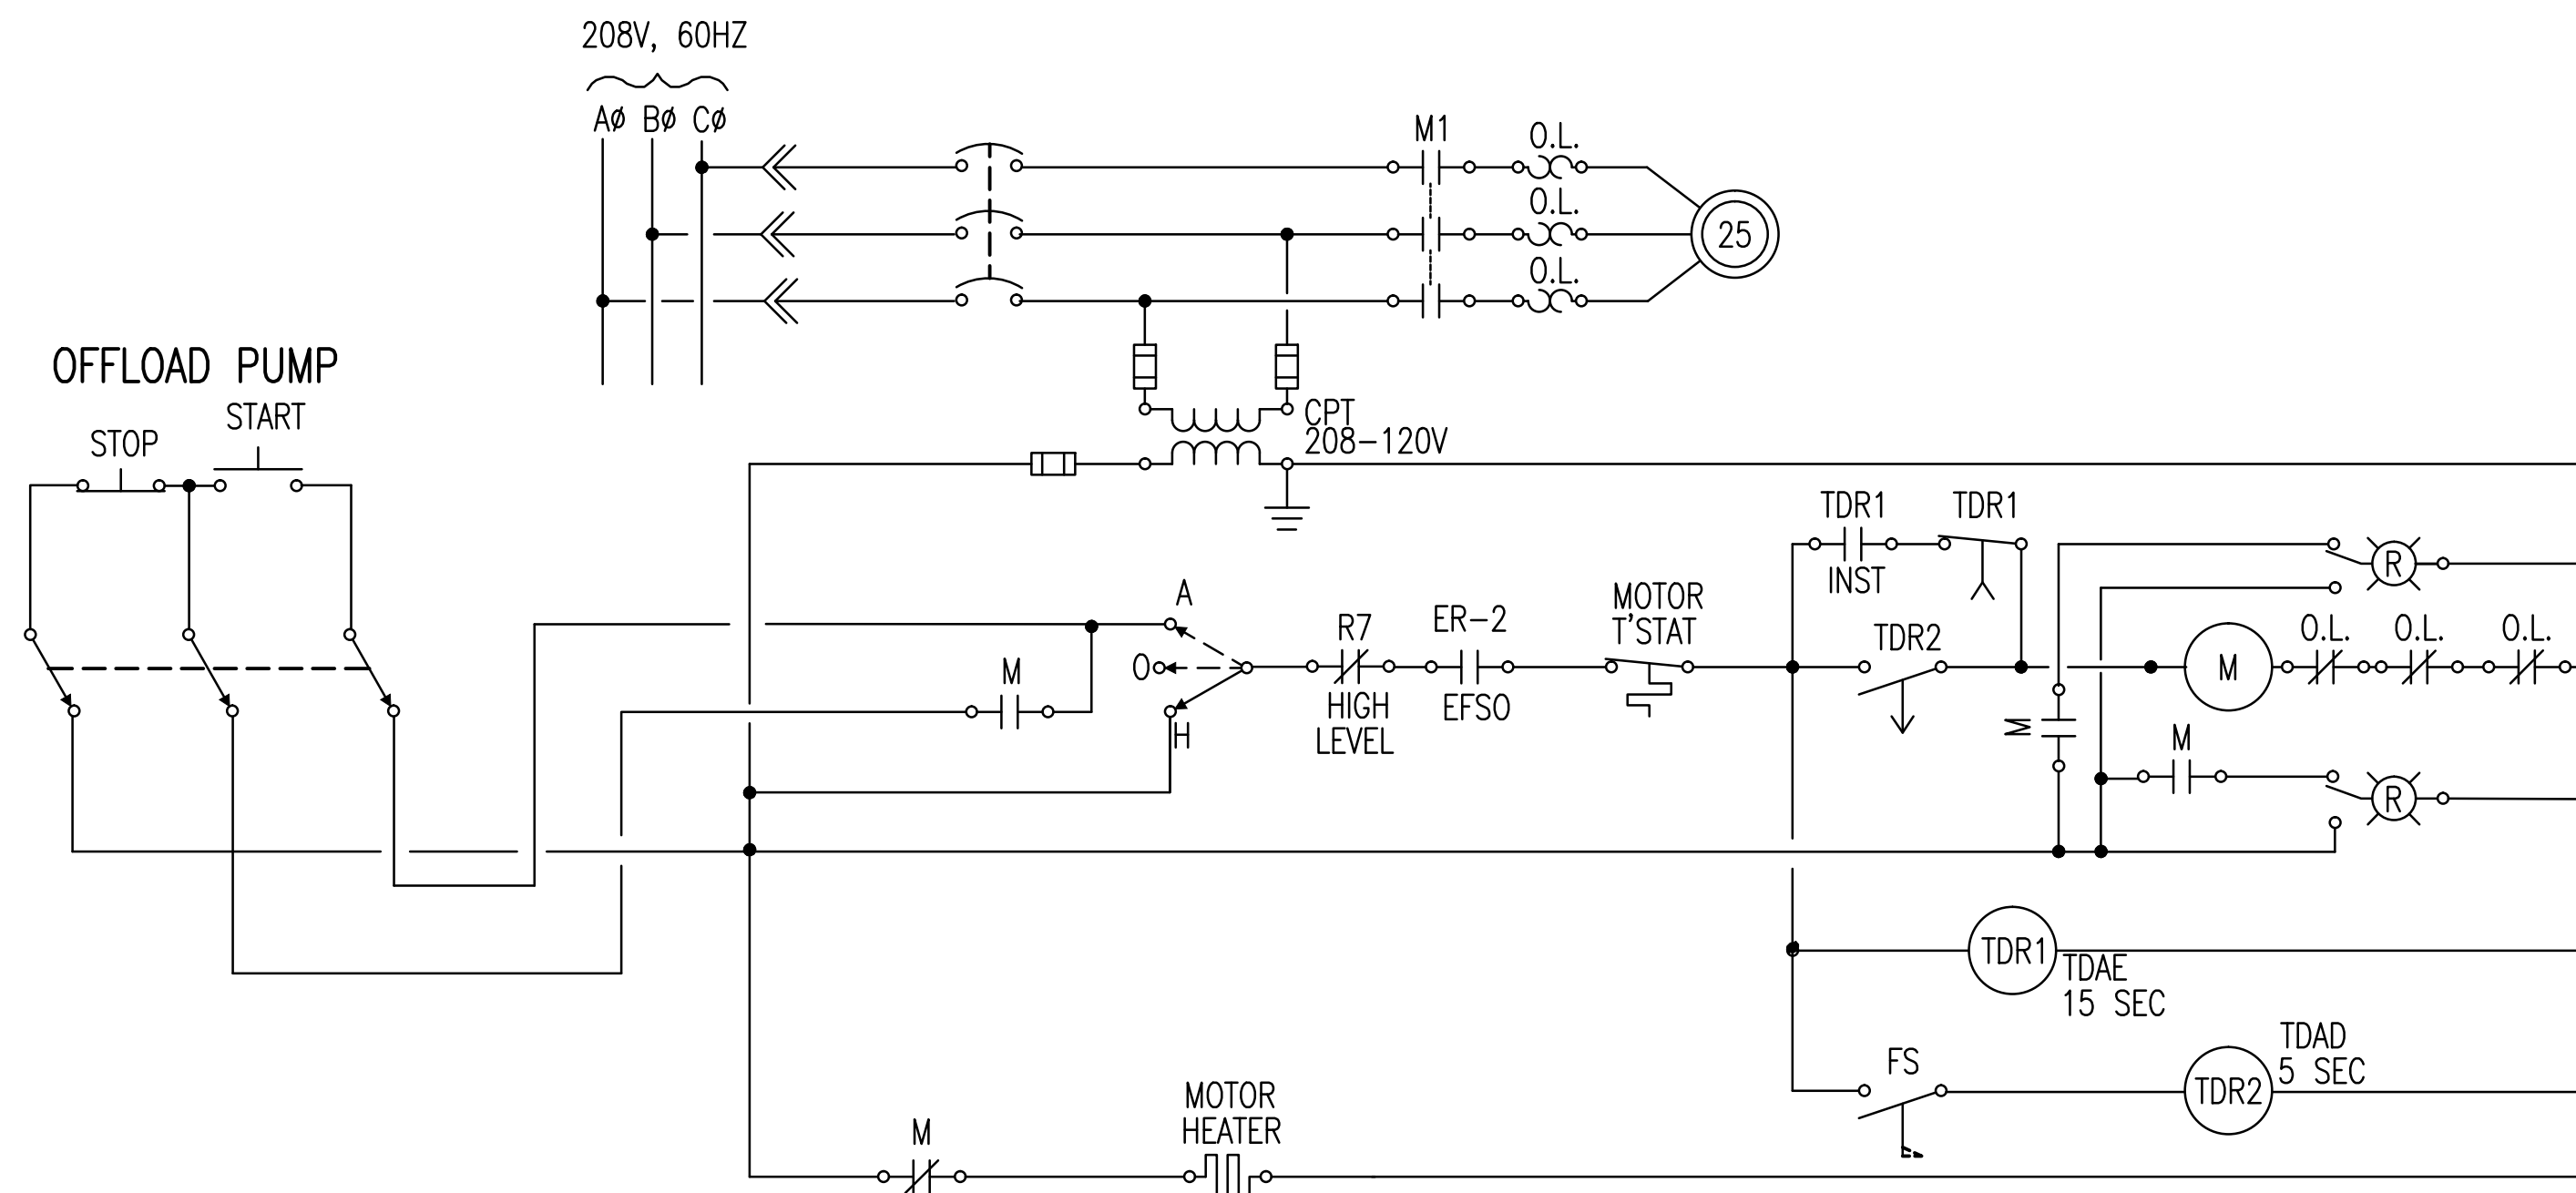 208V, 60HZ
AØ BØ CØ
M1
O.L.
O.L.
O.L.
25
OFFLOAD PUMP
START
STOP
CPT
208-120V
TDR1 TDR1
INST
R
A
O
H
M
R7
HIGH
LEVEL
ER-2
EFSO
MOTOR
T'STAT
TDR2
M
O.L. O.L. O.L.
M
M
R
TDR1
TDAE
15 SEC
FS
TDR2
TDAD
5 SEC
M
MOTOR
HEATER